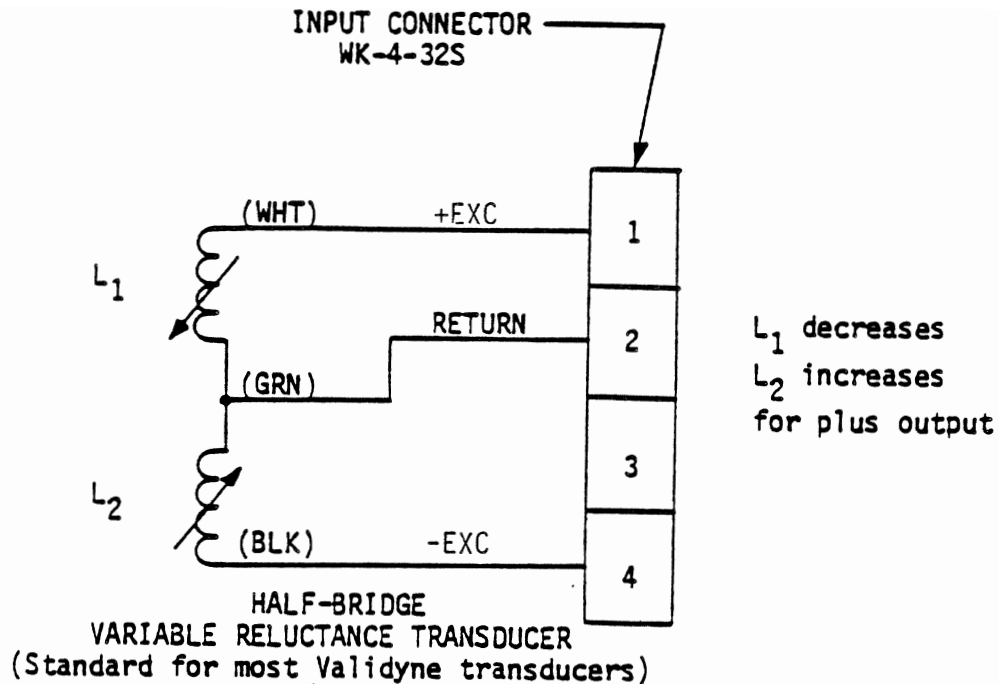 INPUT CONNECTOR
WK-4-32S
(WHT)
+EXC
1
L1
RETURN
2
L1 decreases
L2 increases
for plus output
(GRN)
3
L2
(BLK)
-EXC
4
HALF-BRIDGE
VARIABLE RELUCTANCE TRANSDUCER
(Standard for most Validyne transducers)